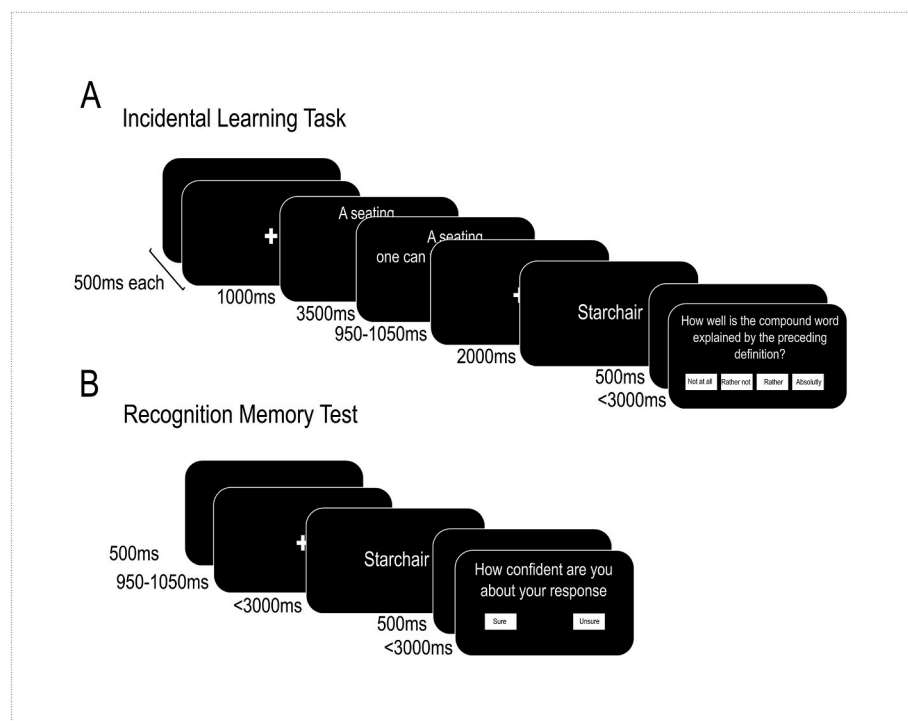 A
Incidental Learning Task
A seating
A seating
one can
Starchair
How well is the compound word
explained by the preceding
definition?
Not at all
Rather not
Rather
Absolutly
500ms each
1000ms
3500ms
950-1050ms
2000ms
500ms
<3000ms
B
Recognition Memory Test
Starchair
How confident are you
about your response
Sure
Unsure
500ms
950-1050ms
<3000ms
500ms
<3000ms